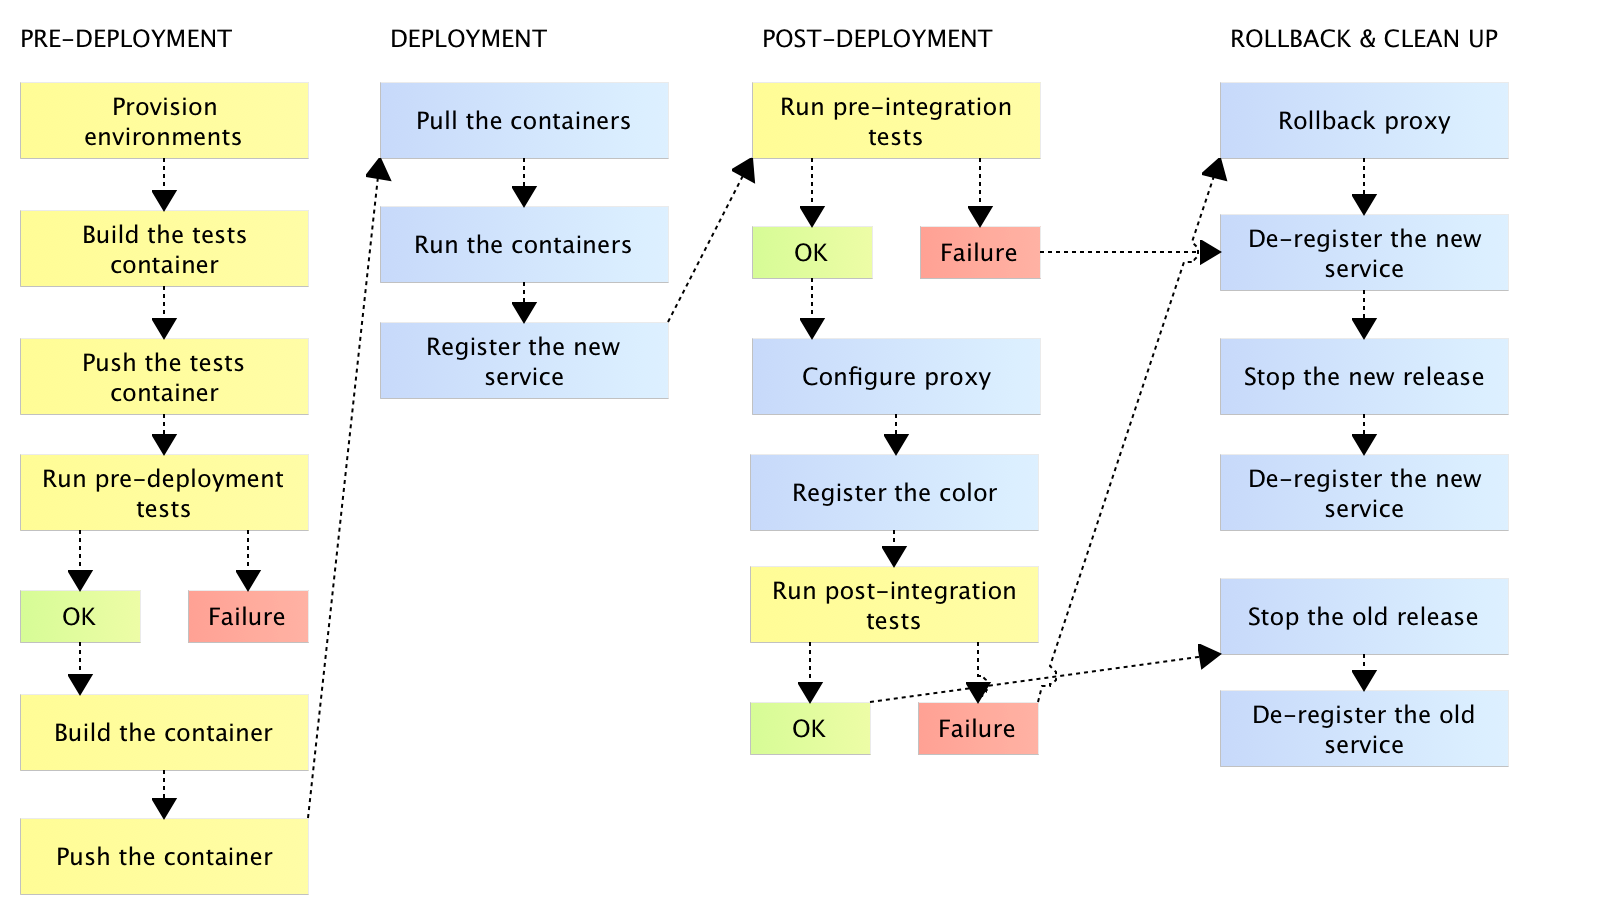 PRE-DEPLOYMENT
Provision
environments
Build the tests
container
Push the tests
container
Run pre-deployment
tests
OK
Failure
Build the container
Push the container
DEPLOYMENT
Pull the containers
Run the containers
Register the new
service
POST-DEPLOYMENT
Run pre-integration
tests
OK
Failure
Configure proxy
Register the color
Run post-integration
tests
OK
Failure
ROLLBACK & CLEAN UP
Rollback proxy
De-register the new
service
Stop the new release
De-register the new
service
Stop the old release
De-register the old
service